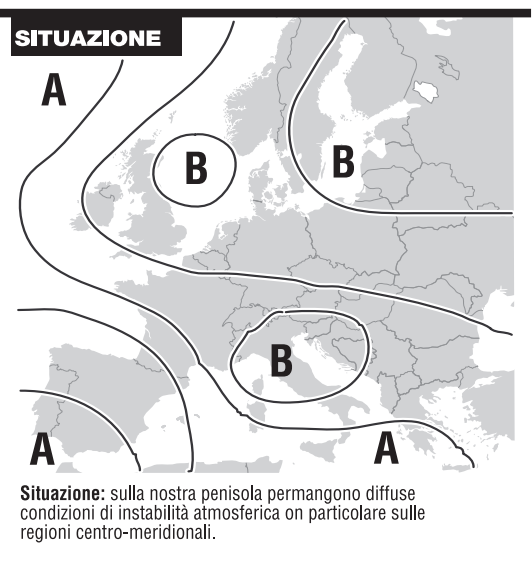 SITUAZIONE
A
B
B
B
A
A
Situazione: sulla nostra penisola permangono diffuse
condizioni di instabilità atmosferica on particolare sulle
regioni centro-meridionali.